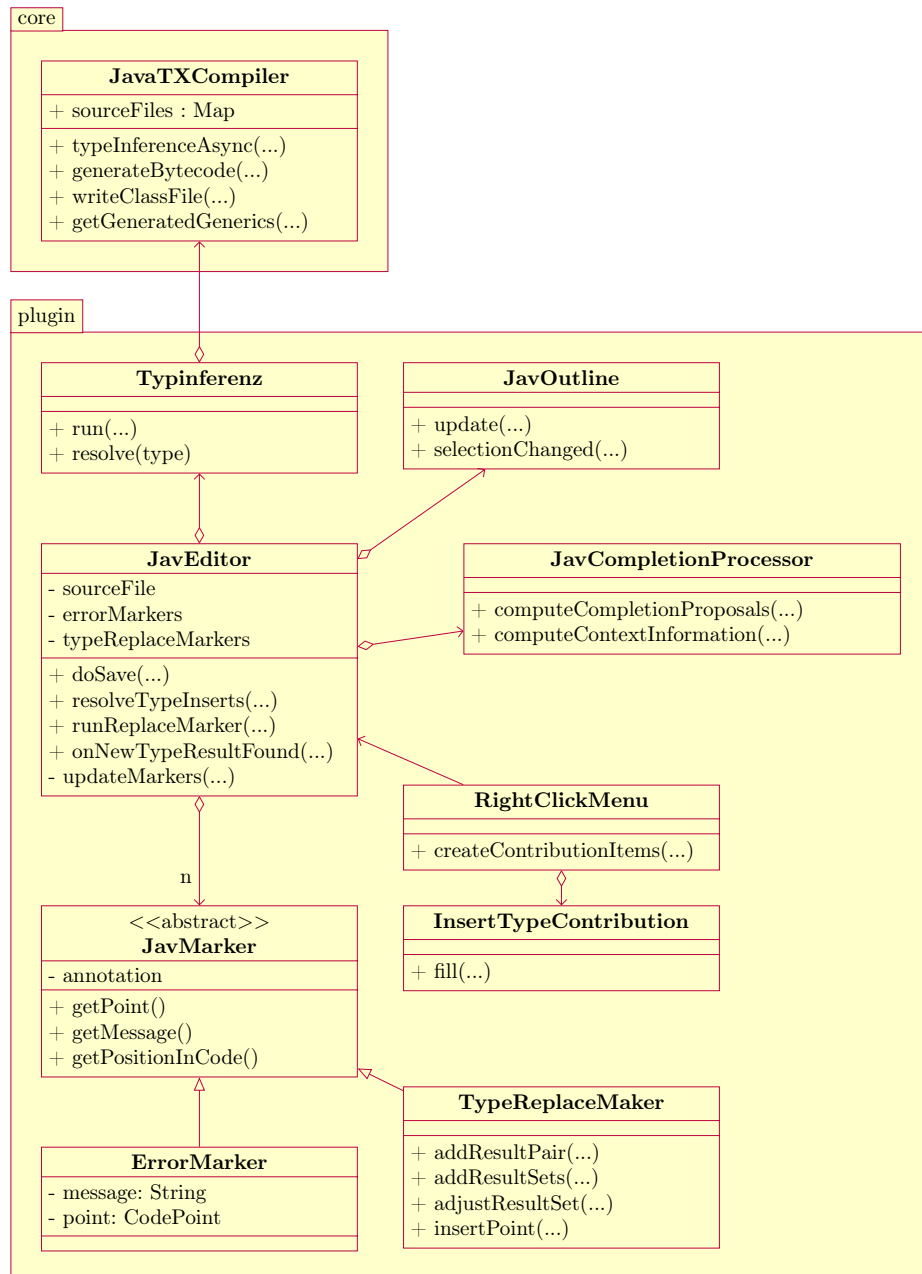 core
JavaTXCompiler
+ sourceFiles : Map
+ typeInferenceAsync(...)
+ generateBytecode(...)
+ writeClassFile(...)
+ getGeneratedGenerics(...)
plugin
Typinferenz
+ run(...)
+ resolve(type)
JavOutline
+ update(...)
+ selectionChanged(...)
JavEditor
- sourceFile
- errorMarkers
- typeReplaceMarkers
+ doSave(...)
+ resolveTypeInserts(...)
+ runReplaceMarker(...)
+ onNewTypeResultFound(...)
- updateMarkers(...)
JavCompletionProcessor
+ computeCompletionProposals(...)
+ computeContextInformation(...)
RightClickMenu
+ createContributionItems(...)
n
<<abstract>>
JavMarker
- annotation
+ getPoint()
+ getMessage()
+ getPositionInCode()
InsertTypeContribution
+ fill(...)
TypeReplaceMaker
+ addResultPair(...)
+ addResultSets(...)
+ adjustResultSet(...)
+ insertPoint(...)
ErrorMarker
- message: String
- point: CodePoint